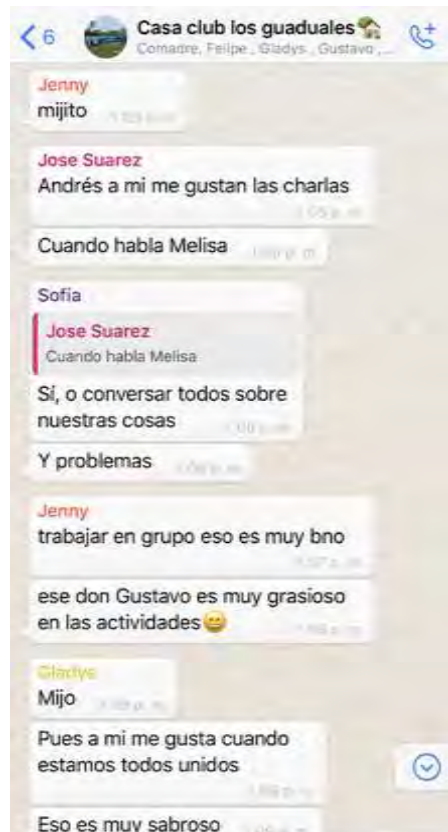 6
Casa club los guaduales
Comadre, Felipe, Gladys, Gustavo,...
Jenny
mijito
Jose Suarez
Andrés a mi me gustan las charlas
Cuando habla Melisa
Sofia
Jose Suarez
Cuando habla Melisa
Sí, o conversar todos sobre
nuestras cosas
Y problemas
Jenny
trabajar en grupo eso es muy bno
ese don Gustavo es muy grasioso
en las actividades😄
Gladys
Mijo
Pues a mi me gusta cuando
estamos todos unidos
Eso es muy sabroso